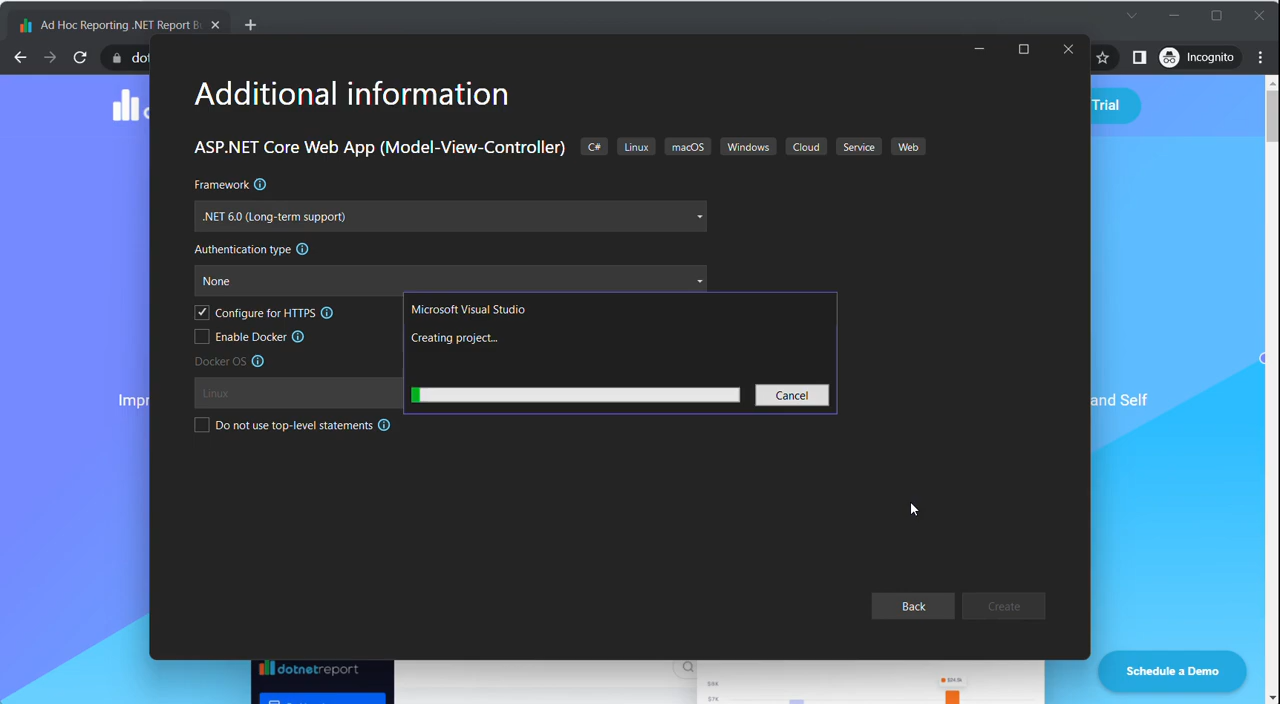 Ad Hoc Reporting .NET Report B
dot
Incognito
Trial
Additional information
ASP.NET Core Web App (Model-View-Controller) C# Linux macOS Windows Cloud Service Web
Framework
.NET 6.0 (Long-term support)
Authentication type
None
Configure for HTTPS
Enable Docker
Docker OS
Linux
Do not use top-level statements
Microsoft Visual Studio
Creating project...
Cancel
Impr
and Self
Back Create
dotnetreport
Schedule a Demo
$24.5k